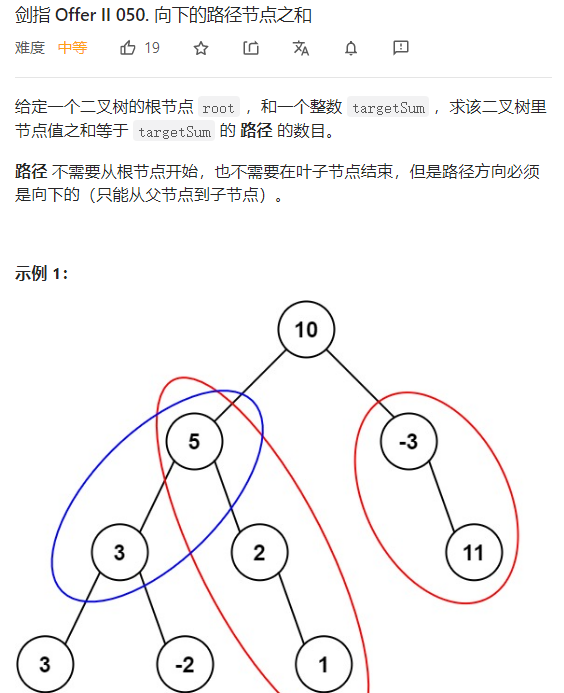 剑指 Offer II 050. 向下的路径节点之和
难度 中等 19
给定一个二叉树的根节点 root ，和一个整数 targetSum ，求该二叉树里
节点值之和等于 targetSum 的 路径 的数目。
路径 不需要从根节点开始，也不需要在叶子节点结束，但是路径方向必须
是向下的（只能从父节点到子节点）。
示例 1：
10
5 -3
3 2 11
3 -2 1